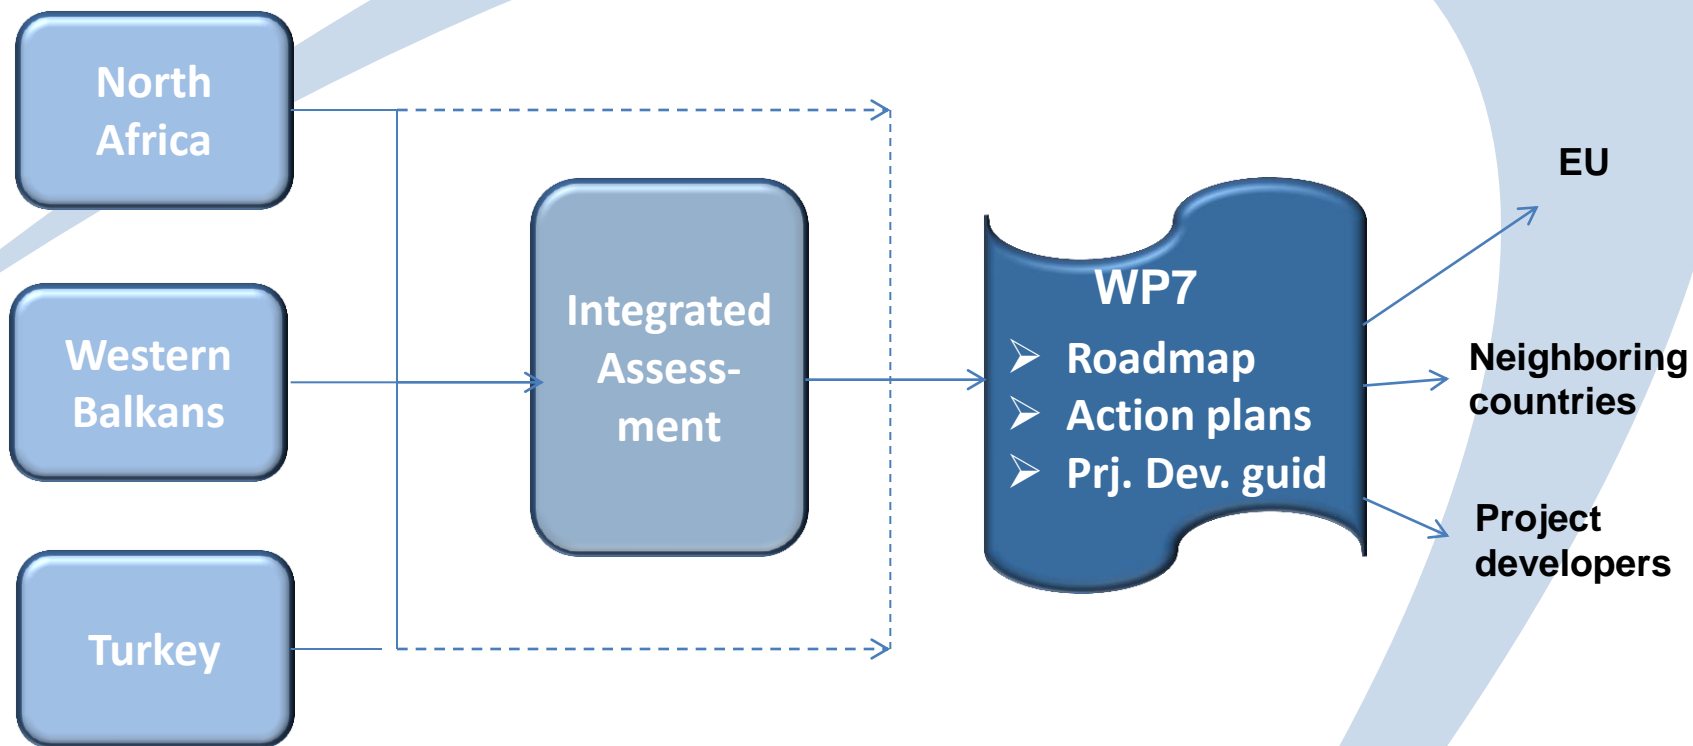 North
Africa
Western
Balkans
Turkey
Integrated
Assess-
ment
WP7
➢ Roadmap
➢ Action plans
➢ Prj. Dev. guid
EU
Neighboring
countries
Project
developers